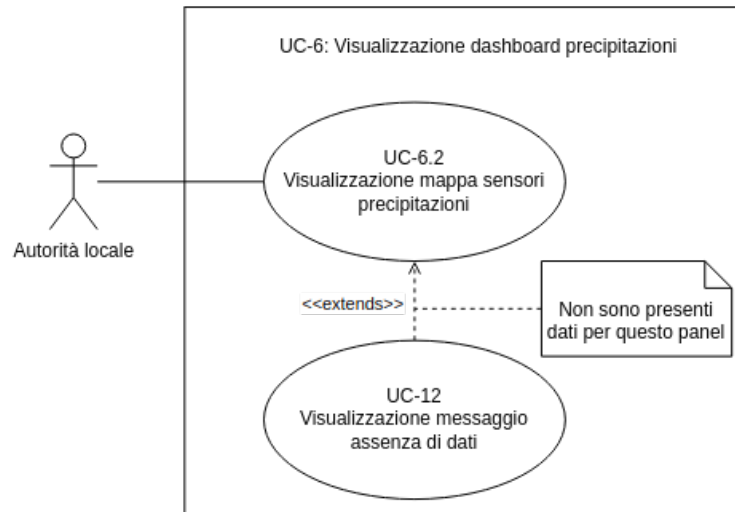 UC-6: Visualizzazione dashboard precipitazioni
UC-6.2
Visualizzazione mappa sensori
precipitazioni
Autorità locale
<<extends>>
Non sono presenti
dati per questo panel
UC-12
Visualizzazione messaggio
assenza di dati